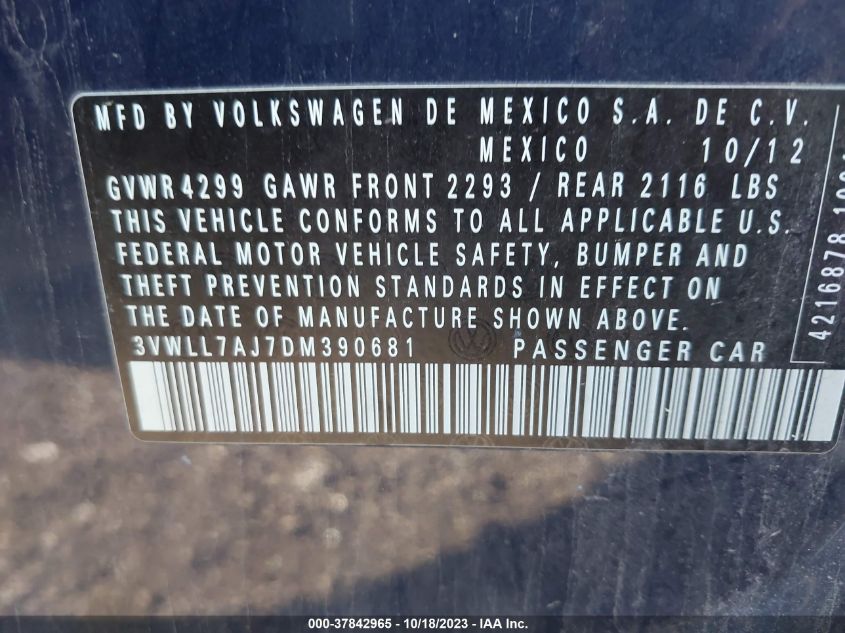 MFD BY VOLKSWAGEN DE MEXICO S.A. DE C.V.
MEXICO 10/12
GVWR 4299 GAWR FRONT 2293 / REAR 2116 LBS
THIS VEHICLE CONFORMS TO ALL APPLICABLE U.S.
FEDERAL MOTOR VEHICLE SAFETY, BUMPER AND
THEFT PREVENTION STANDARDS IN EFFECT ON
THE DATE OF MANUFACTURE SHOWN ABOVE.
3VWLL7AJ7DM390681 PASSENGER CAR
4216878
000-37842965 - 10/18/2023 - IAA Inc.